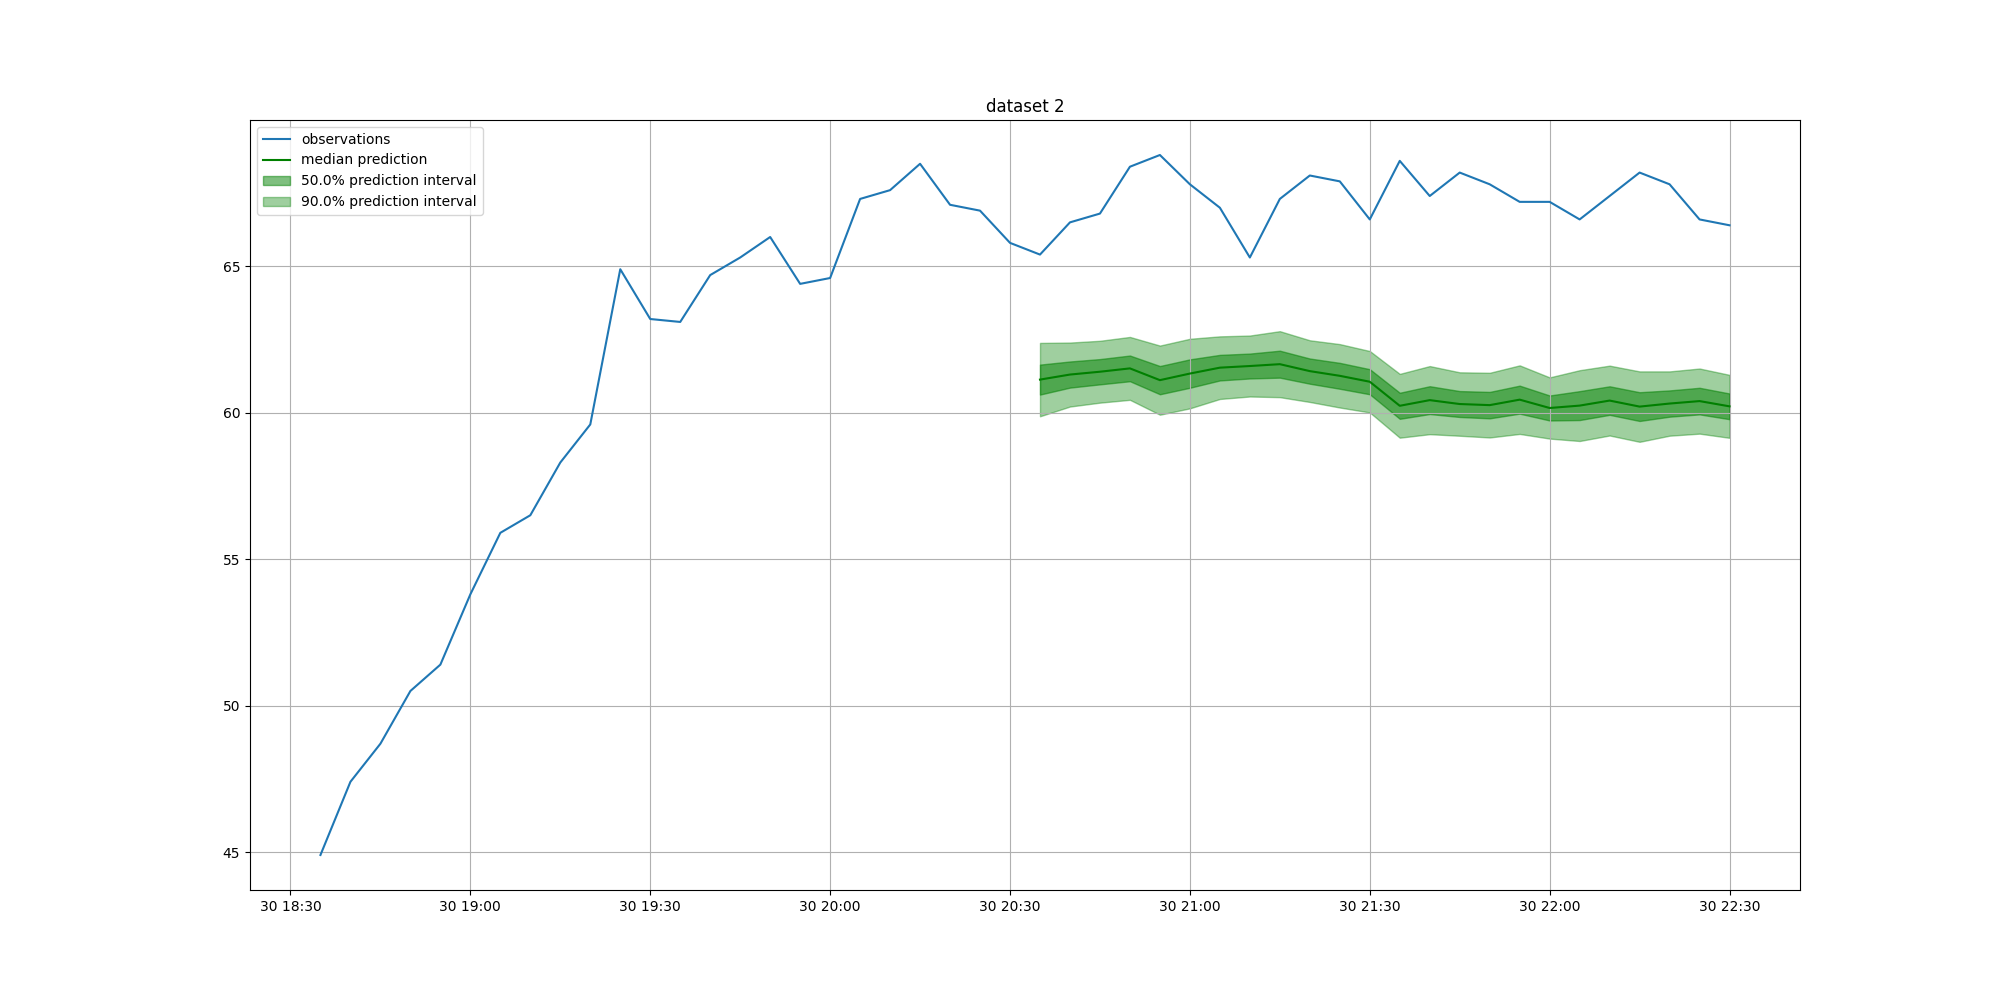 dataset 2
observations
median prediction
50.0% prediction interval
90.0% prediction interval
65
60
55
50
45
30 18:30 30 19:00 30 19:30 30 20:00 30 20:30 30 21:00 30 21:30 30 22:00 30 22:30